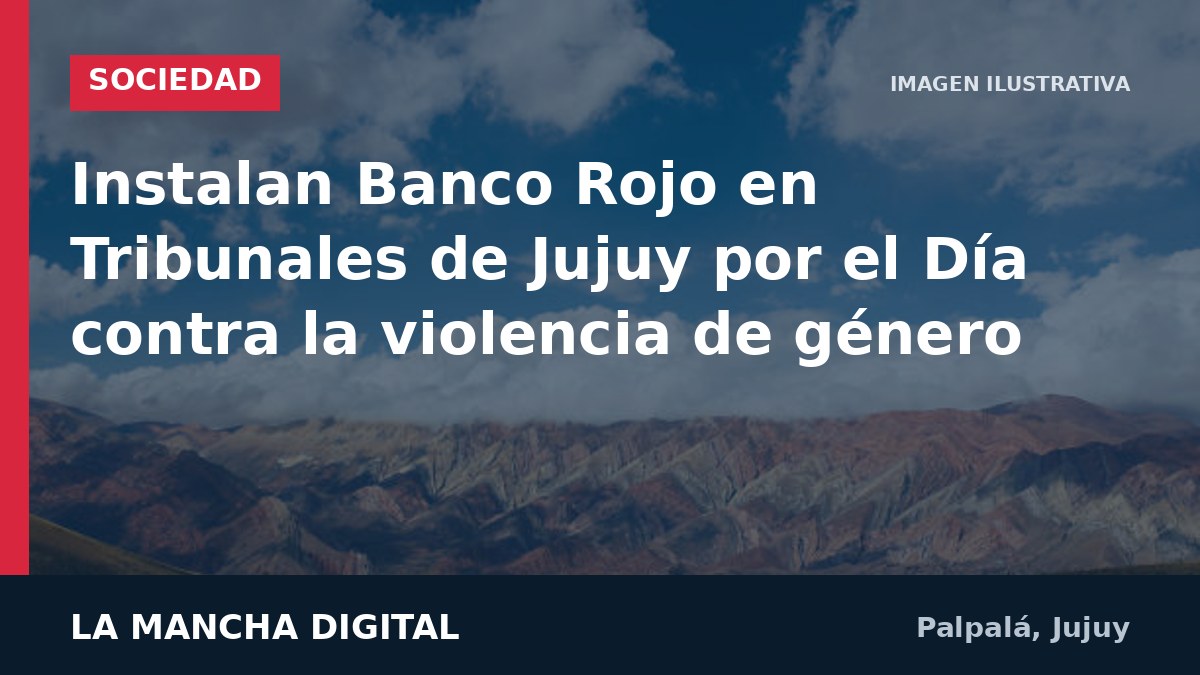 SOCIEDAD
IMAGEN ILUSTRATIVA
Instalan Banco Rojo en
Tribunales de Jujuy por el Día
contra la violencia de género
LA MANCHA DIGITAL
Palpalá, Jujuy